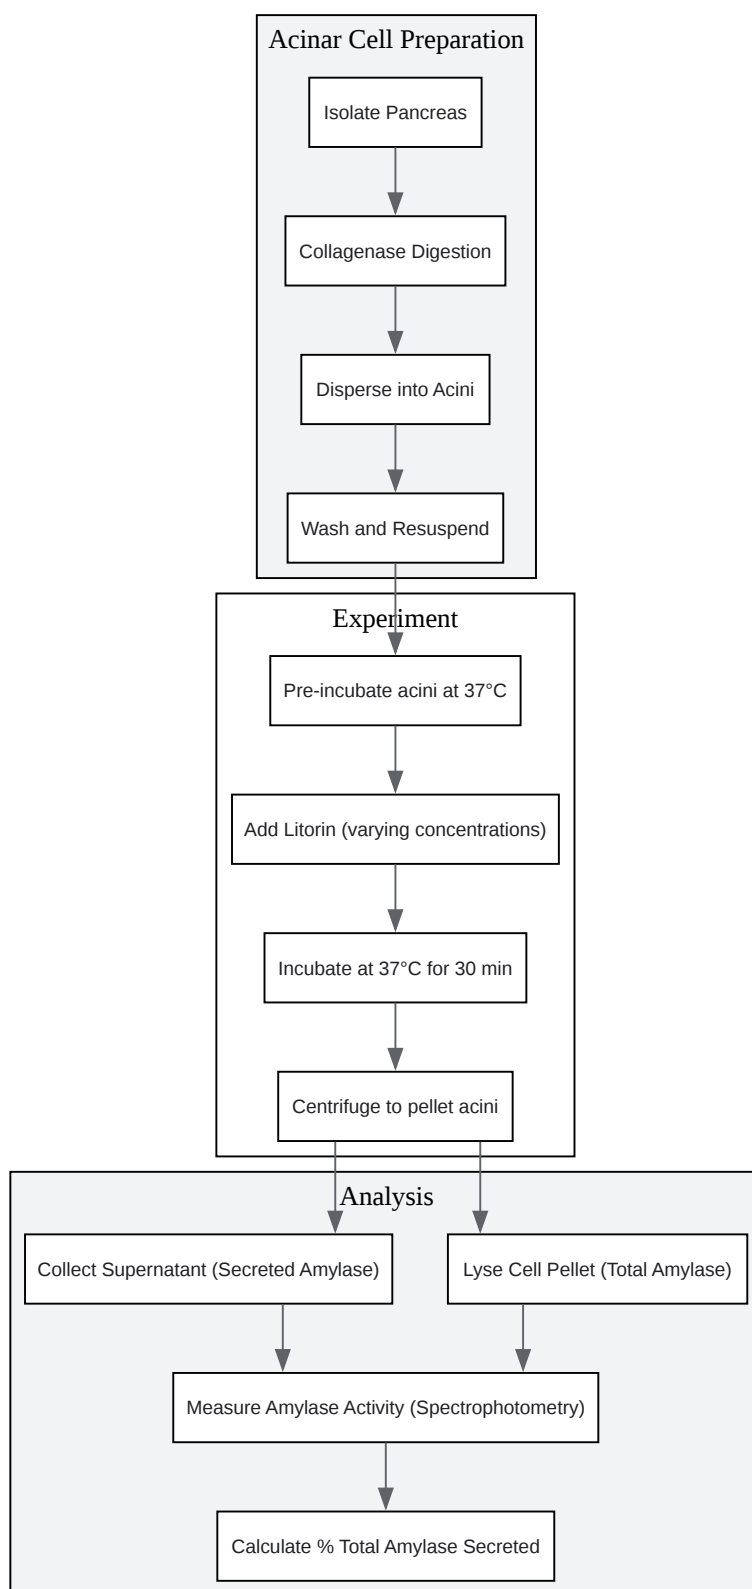 Acinar Cell Preparation
Isolate Pancreas
Collagenase Digestion
Disperse into Acini
Wash and Resuspend
Experiment
Pre-incubate acini at 37°C
Add Litorin (varying concentrations)
Incubate at 37°C for 30 min
Centrifuge to pellet acini
Analysis
Collect Supernatant (Secreted Amylase)
Lyse Cell Pellet (Total Amylase)
Measure Amylase Activity (Spectrophotometry)
Calculate % Total Amylase Secreted